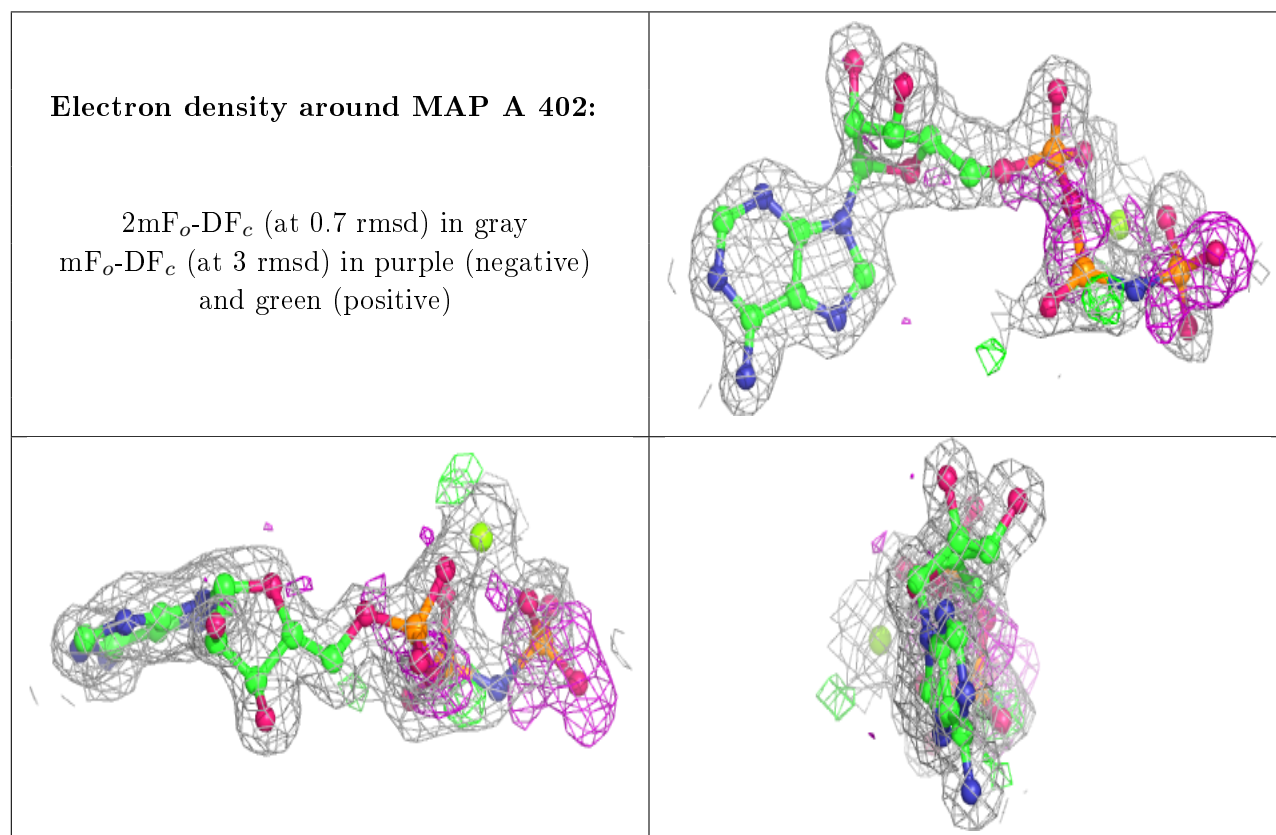 Electron density around MAP A 402:
2mFₒ-DF𝒸 (at 0.7 rmsd) in gray
mFₒ-DF𝒸 (at 3 rmsd) in purple (negative)
and green (positive)